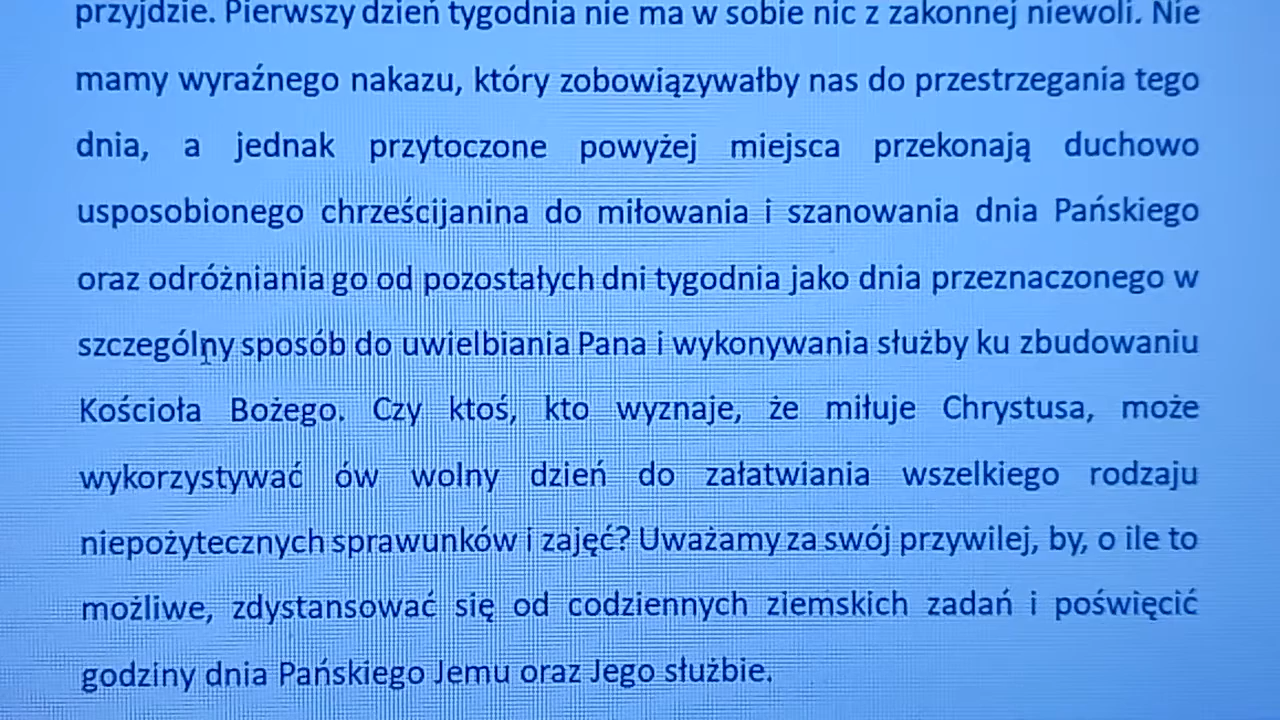 przyjdzie. Pierwszy dzień tygodnia nie ma w sobie nic z zakonnej niewoli. Nie
mamy wyraźnego nakazu, który zobowiązywałby nas do przestrzegania tego
dnia, a jednak przytoczone powyżej miejsca przekonają duchowo
usposobionego chrześcijanina do miłowania i szanowania dnia Pańskiego
oraz odróżniania go od pozostałych dni tygodnia jako dnia przeznaczonego w
szczególny sposób do uwielbiania Pana i wykonywania służby ku zbudowaniu
Kościoła Bożego. Czy ktoś, kto wyznaje, że miłuje Chrystusa, może
wykorzystywać ów wolny dzień do załatwiania wszelkiego rodzaju
niepożytecznych sprawunków i zajęć? Uważamy za swój przywilej, by, o ile to
możliwe, zdystansować się od codziennych ziemskich zadań i poświęcić
godziny dnia Pańskiego Jemu oraz Jego służbie.